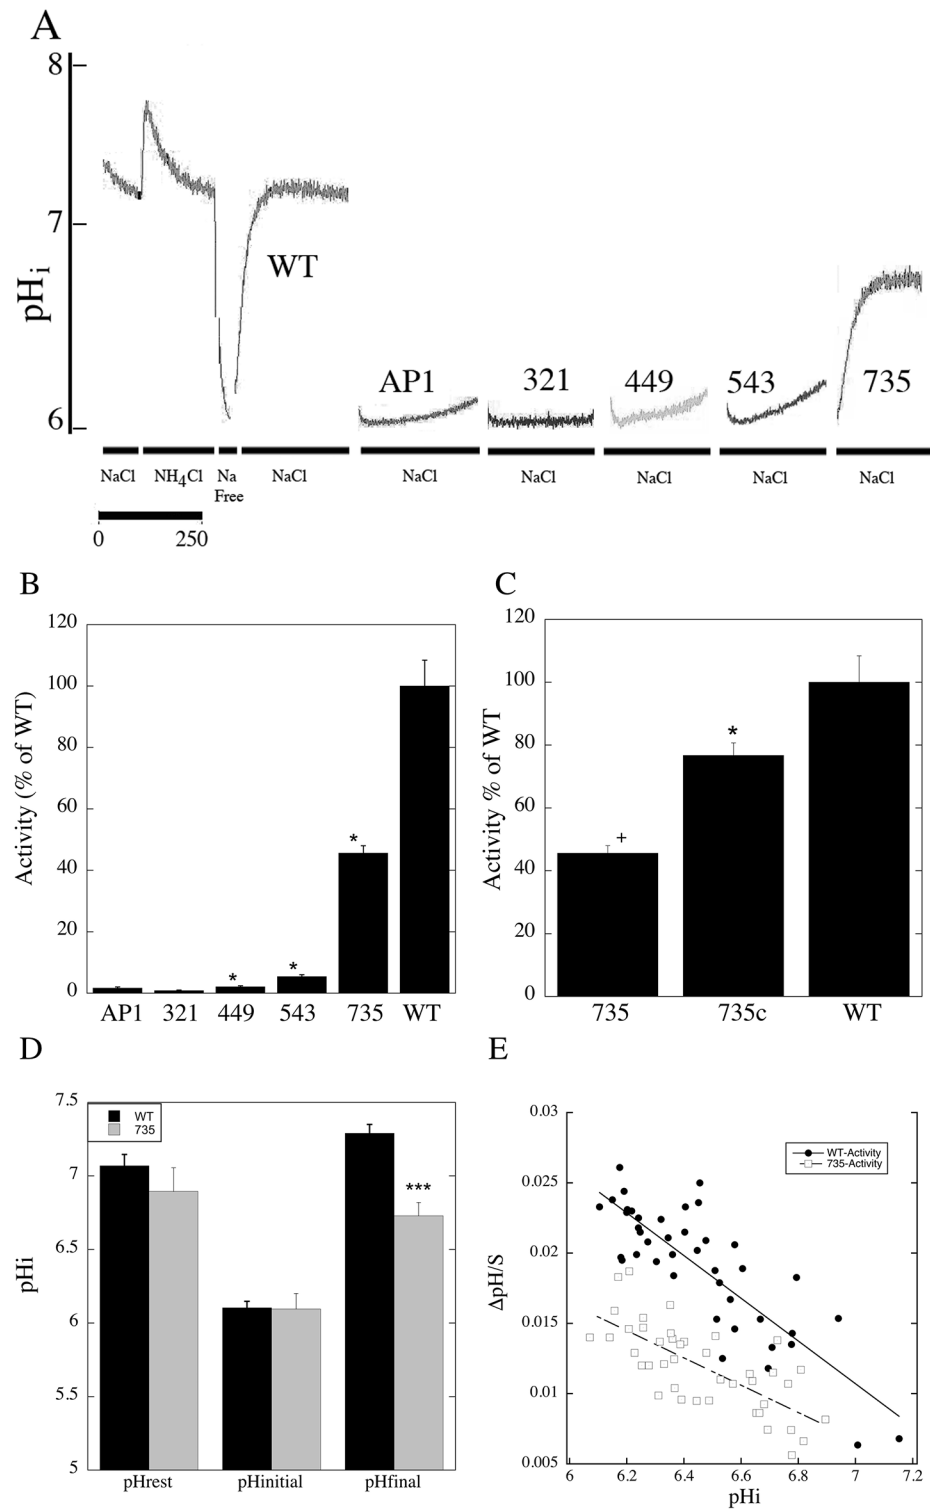 A
8
7
6
pHi
WT
AP1
321
449
543
735
NaCl
NH4Cl
Na
Free
NaCl
NaCl
NaCl
NaCl
NaCl
NaCl
0
250
B
Activity (% of WT)
120
100
80
60
40
20
0
*
*
*
AP1 321 449 543 735 WT
C
Activity % of WT
120
100
80
60
40
20
0
+
*
735 735c WT
D
pHi
7.5
7
6.5
6
5.5
5
WT
735
***
pHrest pHinitial pHfinal
E
ΔpH/S
0.03
0.025
0.02
0.015
0.01
0.005
WT-Activity
735-Activity
6 6.2 6.4 6.6 6.8 7 7.2
pHi